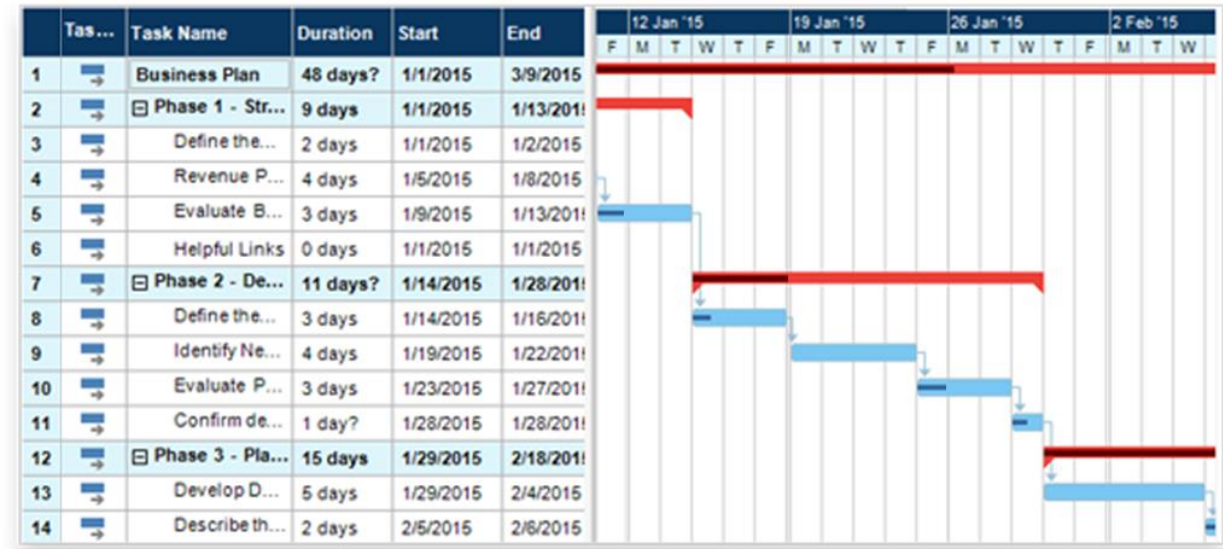 Tas... Task Name Duration Start End 12 Jan '15 19 Jan '15 26 Jan '15 2 Feb '15
F M T W T F M T W T F M T W T F M T W
1 Business Plan 48 days? 1/1/2015 3/9/2015
2 Phase 1 - Str... 9 days 1/1/2015 1/13/201
3 Define the... 2 days 1/1/2015 1/2/2015
4 Revenue P... 4 days 1/5/2015 1/8/2015
5 Evaluate B... 3 days 1/9/2015 1/13/201
6 Helpful Links 0 days 1/1/2015 1/1/2015
7 Phase 2 - De... 11 days? 1/14/2015 1/28/201
8 Define the... 3 days 1/14/2015 1/16/201
9 Identify Ne... 4 days 1/19/2015 1/22/201
10 Evaluate P... 3 days 1/23/2015 1/27/201
11 Confirm de... 1 day? 1/28/2015 1/28/201
12 Phase 3 - Pla... 15 days 1/29/2015 2/18/201
13 Develop D... 5 days 1/29/2015 2/4/2015
14 Describe th... 2 days 2/5/2015 2/6/2015